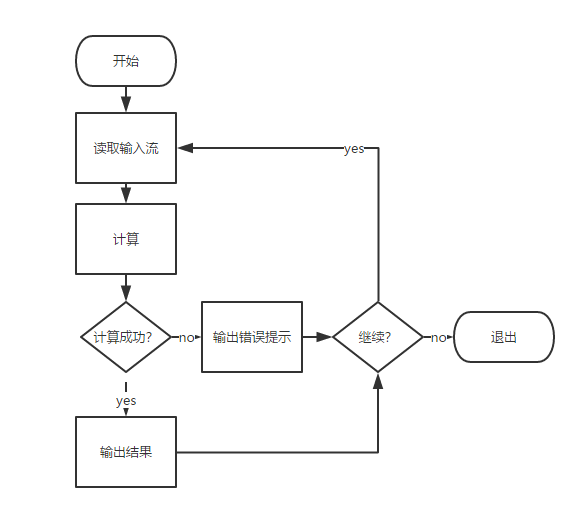 开始
读取输入流
yes
计算
计算成功?
no
输出错误提示
继续?
no
退出
yes
输出结果